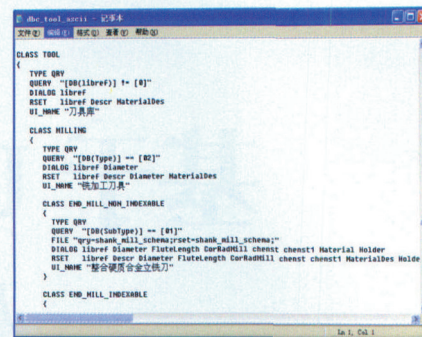 dbc_tool_ascii - 记事本
文件(F) 编辑(E) 格式(O) 查看(V) 帮助(H)
CLASS TOOL
{
TYPE QRY
QUERY "[DB(libref)] != [0]"
DIALOG libref
RSET libref Descr MaterialDes
UI_NAME "刀具库"
CLASS MILLING
{
TYPE QRY
QUERY "[DB(Type)] == [02]"
DIALOG libref Diameter
RSET libref Descr Diameter MaterialDes
UI_NAME "铣加工刀具"
CLASS END_MILL_NON_INDEXABLE
{
TYPE QRY
QUERY "[DB(SubType)] == [01]"
FILE "qry=shank_mill_schema;rset=shank_mill_schema;"
DIALOG libref Diameter FluteLength CorRadMill chenst chenst1 Material Holder
RSET libref Descr Diameter FluteLength CorRadMill chenst chenst1 MaterialDes Holde
UI_NAME "整合硬质合金立铣刀"
}
CLASS END_MILL_INDEXABLE
{
Ln 1, Col 1